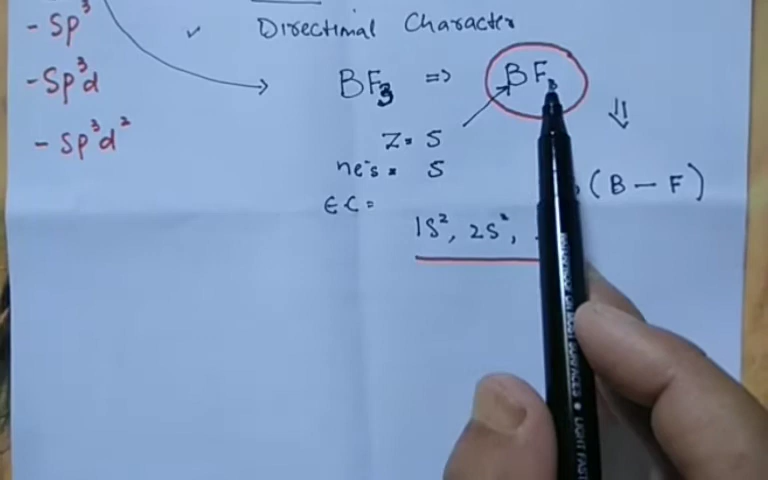 - Sp³
✓ Directional Character
- Sp³d
BF₃ => BF₃
- Sp³d²
Z = 5
ne⁻s = 5
(B — F)
EC =
1S², 2S²,